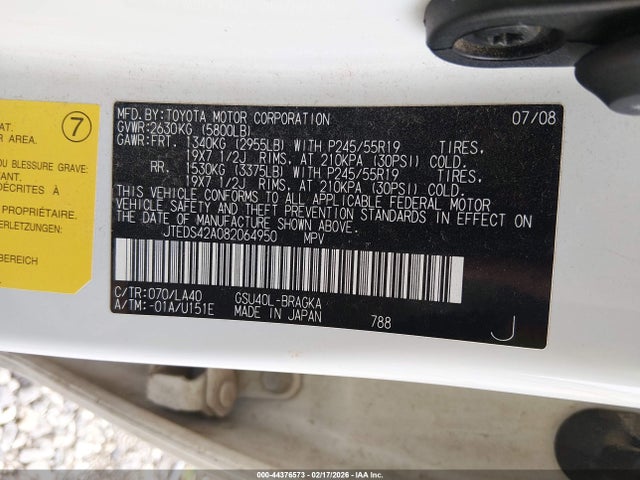 7
R AREA.
OU BLESSURE GRAVE:
DÉCRITES À
PROPRIÉTAIRE.
ERLETZUNGEN:
BEREICH
MFD.BY:TOYOTA MOTOR CORPORATION 07/08
GVWR:2630KG (5800LB)
GAWR:FRT. 1340KG (2955LB) WITH P245/55R19 TIRES,
19X7 1/2J RIMS, AT 210KPA (30PSI) COLD.
RR. 1530KG (3375LB) WITH P245/55R19 TIRES,
19X7 1/2J RIMS, AT 210KPA (30PSI) COLD.
THIS VEHICLE CONFORMS TO ALL APPLICABLE FEDERAL MOTOR
VEHICLE SAFETY AND THEFT PREVENTION STANDARDS IN EFFECT ON
THE DATE OF MANUFACTURE SHOWN ABOVE.
JTEDS42A082064950 MPV
C/TR:070/LA40 GSU40L-BRAGKA
A/TM:-01A/U151E MADE IN JAPAN 788 J
000-44376573 - 02/17/2026 - IAA Inc.